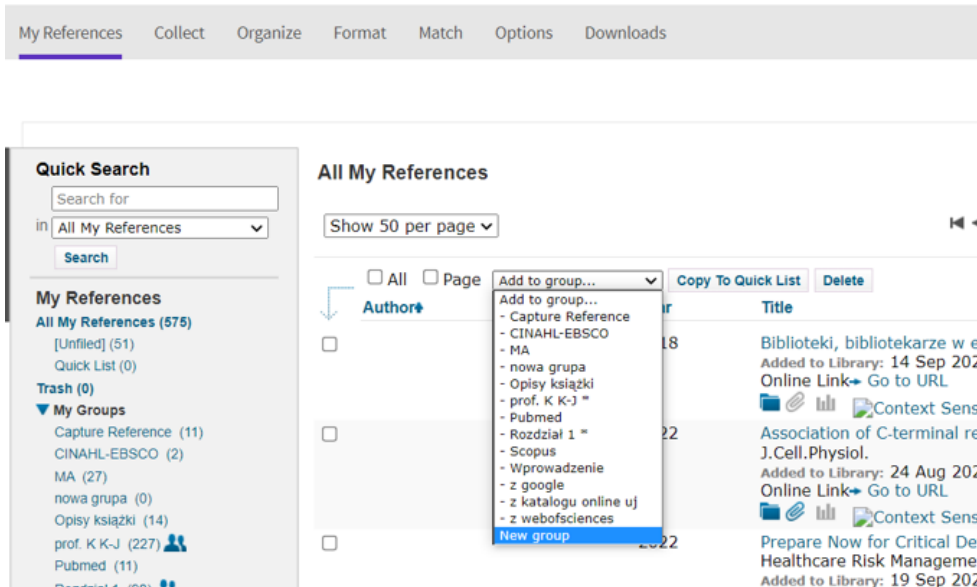 My References Collect Organize Format Match Options Downloads
Quick Search
Search for
in All My References
Search
My References
All My References (575)
[Unfiled] (51)
Quick List (0)
Trash (0)
My Groups
Capture Reference (11)
CINAHL-EBSCO (2)
MA (27)
nowa grupa (0)
Opisy książki (14)
prof. K K-J (227)
Pubmed (11)
All My References
Show 50 per page
All Page Add to group... Copy To Quick List Delete
Author Title
Add to group...
- Capture Reference
- CINAHL-EBSCO
- MA
- nowa grupa
- Opisy książki
- prof. K K-J *
- Pubmed
- Rozdział 1 *
- Scopus
- Wprowadzenie
- z google
- z katalogu online uj
- z webofsciences
New group
18
Biblioteki, bibliotekarze w e
Added to Library: 14 Sep 202
Online Link Go to URL
Context Sens
22
Association of C-terminal re
J.Cell.Physiol.
Added to Library: 24 Aug 202
Online Link Go to URL
Context Sens
2022
Prepare Now for Critical De
Healthcare Risk Manageme
Added to Library: 19 Sep 202